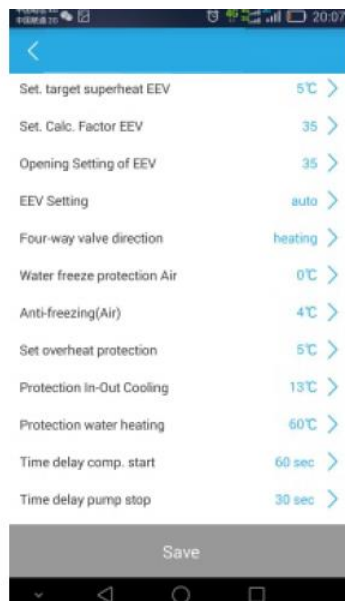 20:07
Set. target superheat EEV 5℃
Set. Calc. Factor EEV 35
Opening Setting of EEV 35
EEV Setting auto
Four-way valve direction heating
Water freeze protection Air 0℃
Anti-freezing(Air) 4℃
Set overheat protection 5℃
Protection In-Out Cooling 13℃
Protection water heating 60℃
Time delay comp. start 60 sec
Time delay pump stop 30 sec
Save